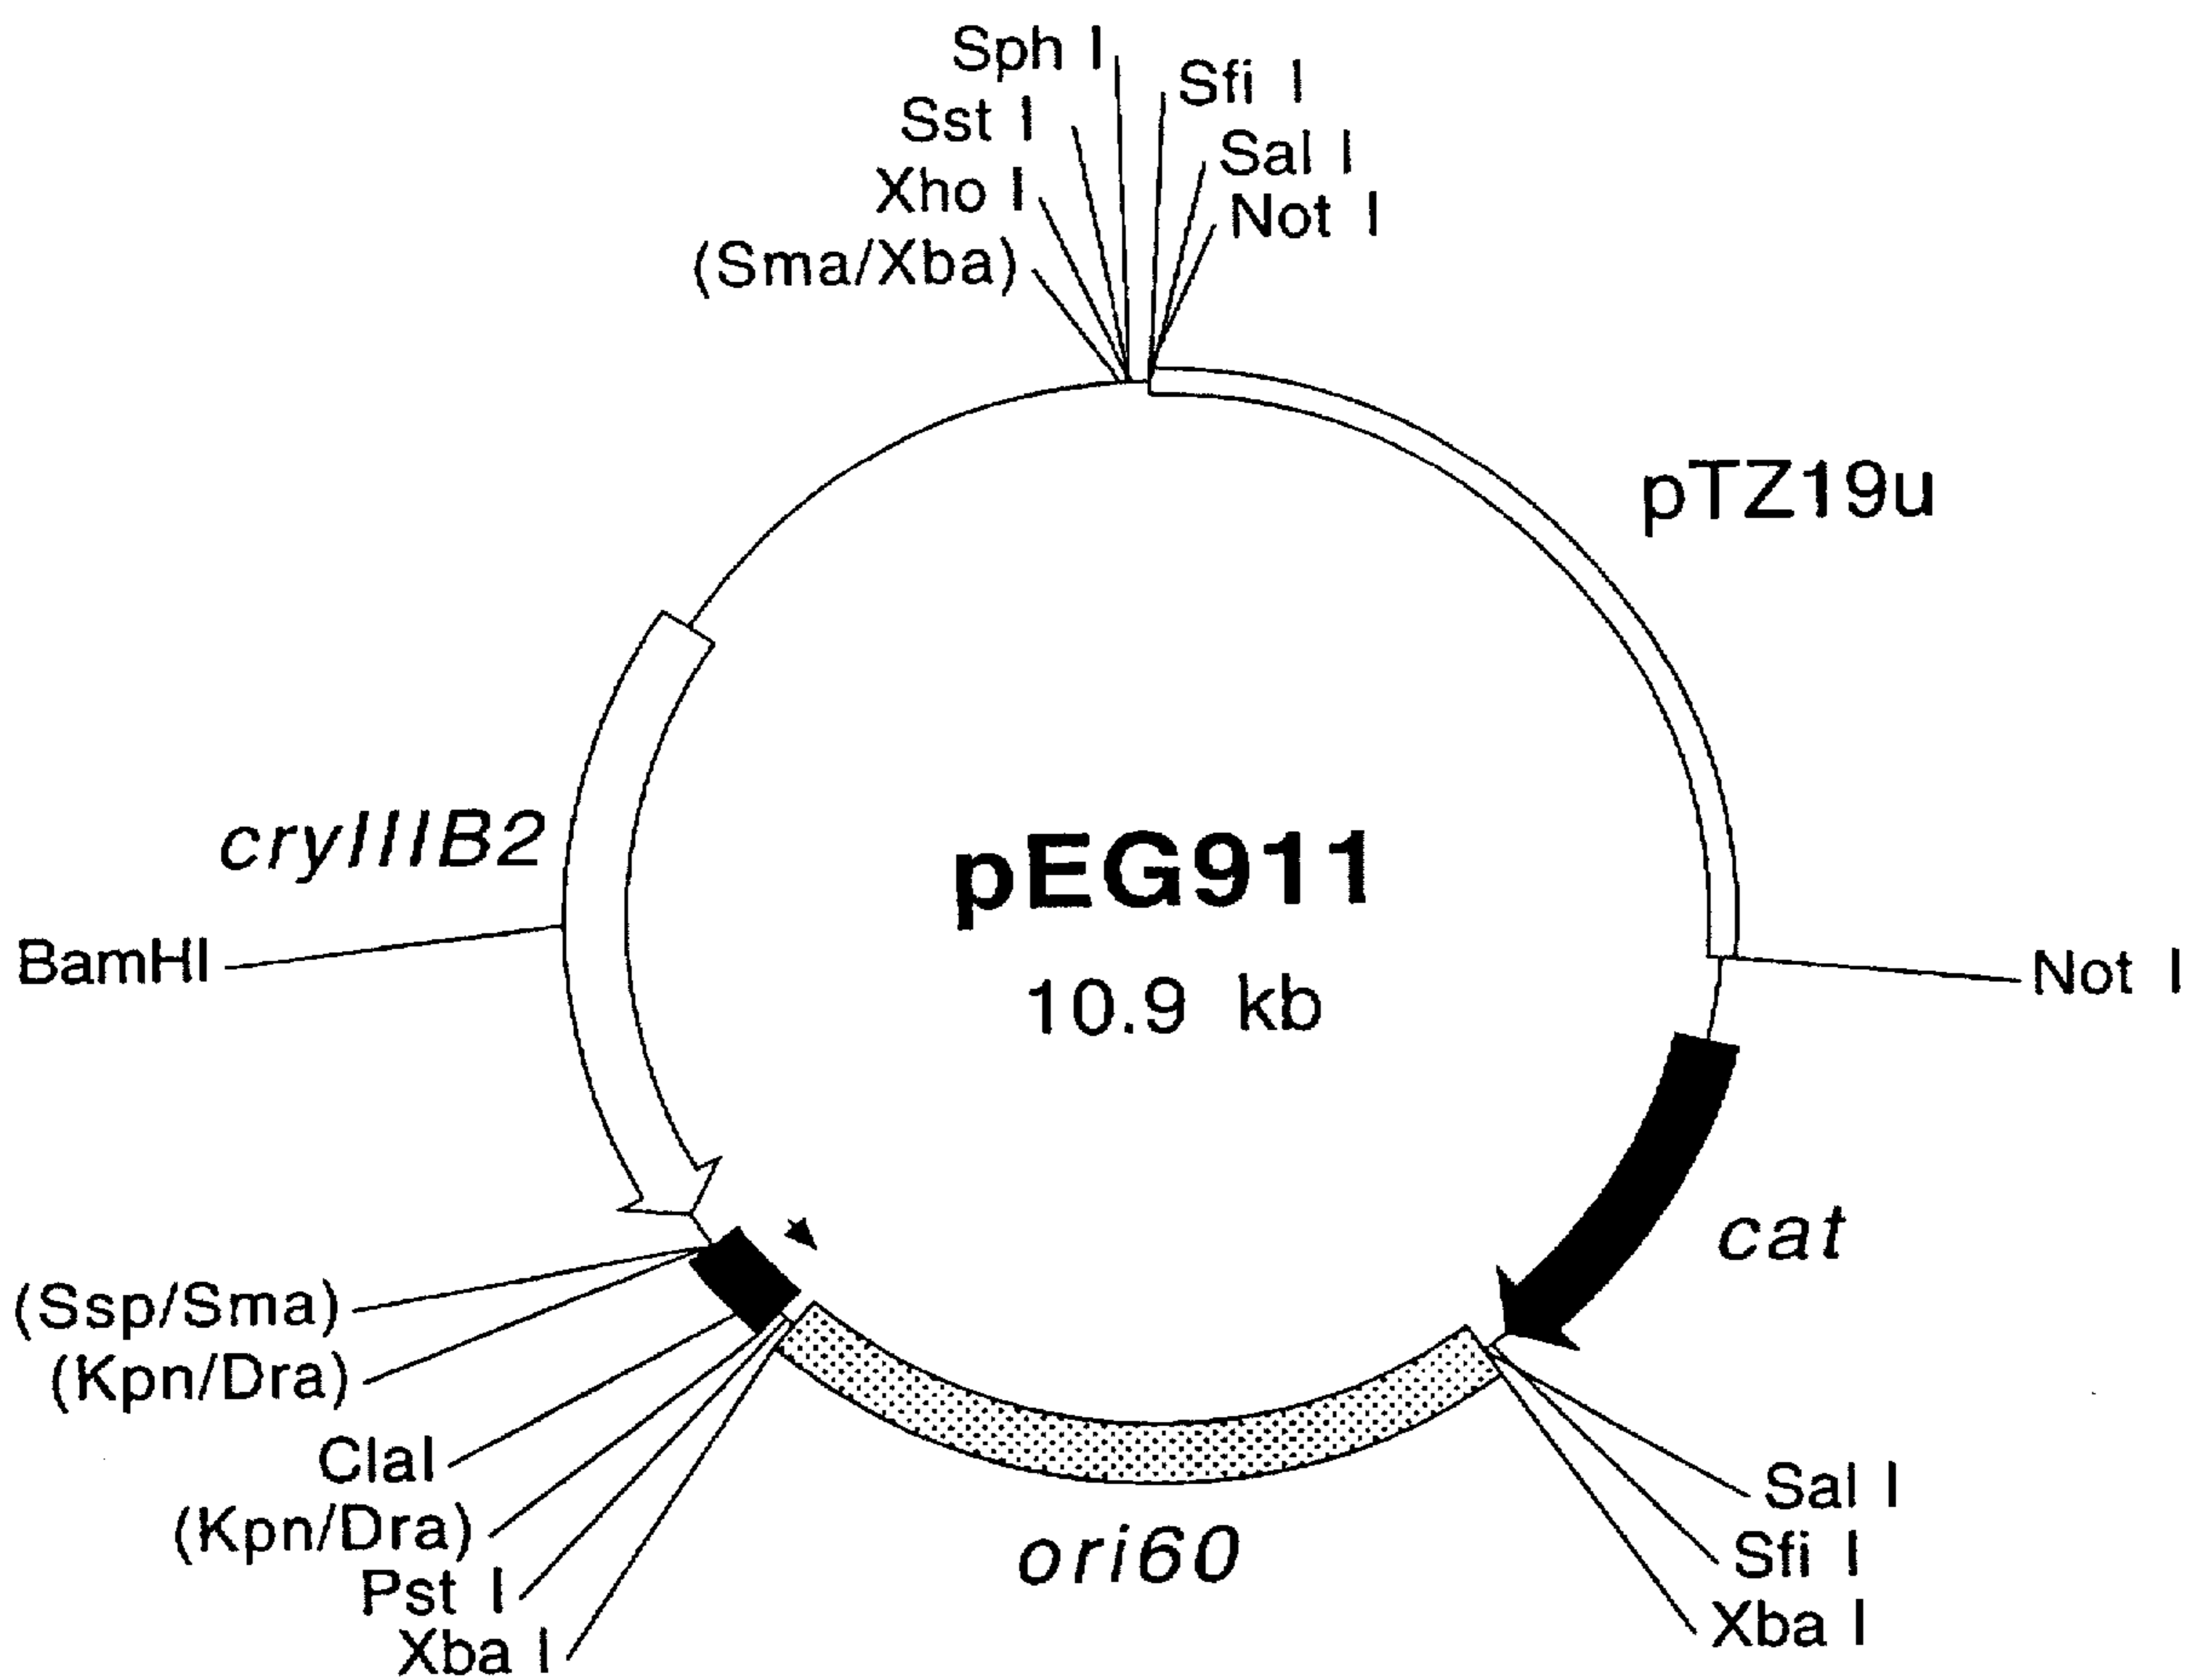 Sph I
Sfi I
Sst I
Sal I
Xho I
Not I
(Sma/Xba)
pTZ19u
cryIIIB2
pEG911
BamHI
Not I
10.9 kb
cat
(Ssp/Sma)
(Kpn/Dra)
ClaI
Sal I
(Kpn/Dra)
ori60
Sfi I
Pst I
Xba I
Xba I